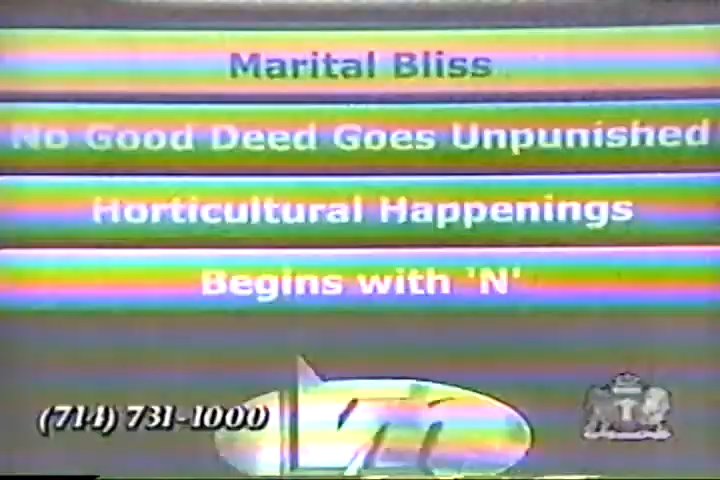 Marital Bliss
No Good Deed Goes Unpunished
Horticultural Happenings
Begins with 'N'
(714) 731-1000